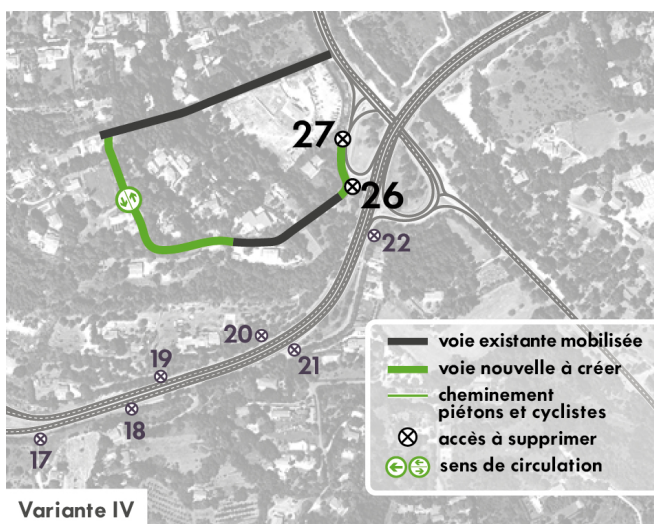 27
26
22
20
21
19
18
17
voie existante mobilisée
voie nouvelle à créer
cheminement
piétons et cyclistes
accès à supprimer
sens de circulation
Variante IV